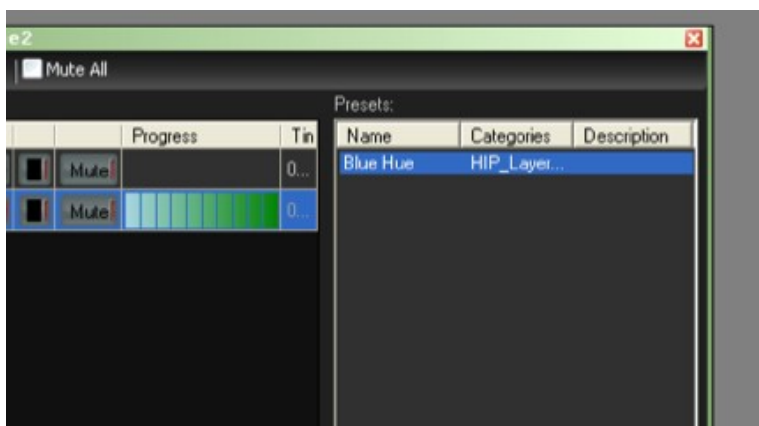 e2
Mute All
Presets:
Progress Tin Name Categories Description
Mute 0... Blue Hue HIP_Layer...
Mute 0...